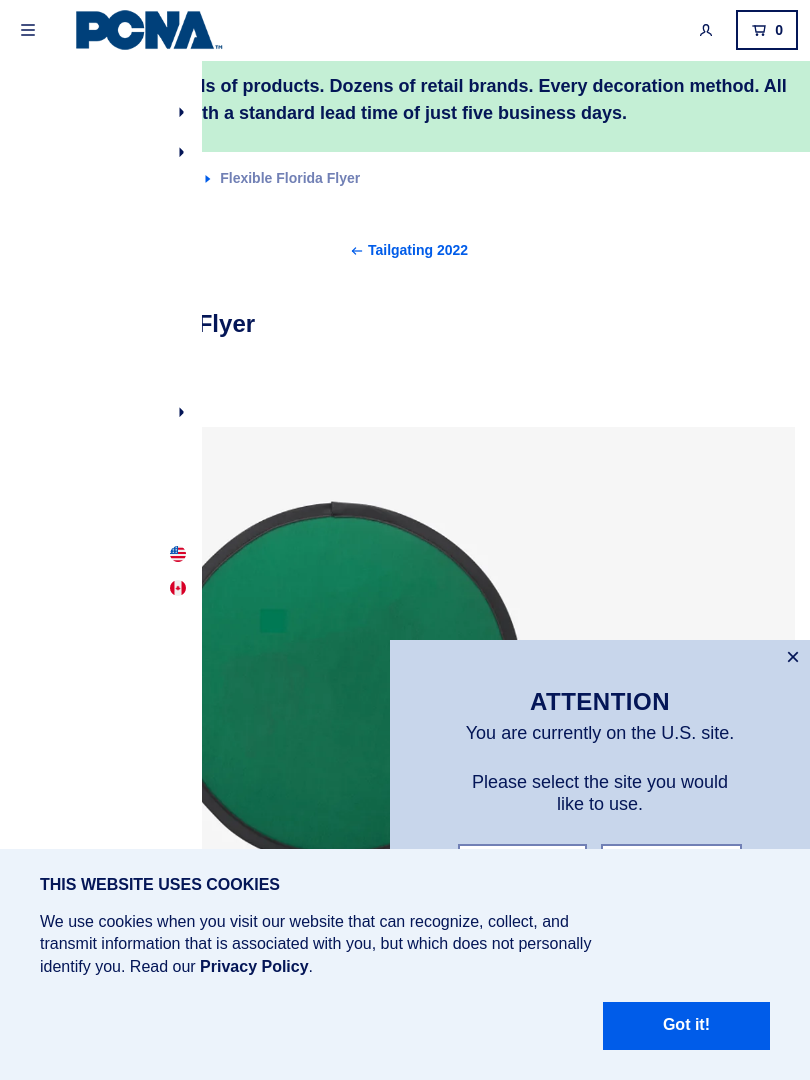 PCNA™
0
ls of products. Dozens of retail brands. Every decoration method. All
th a standard lead time of just five business days.
Flexible Florida Flyer
Tailgating 2022
Flyer
ATTENTION
You are currently on the U.S. site.
Please select the site you would
like to use.
THIS WEBSITE USES COOKIES
We use cookies when you visit our website that can recognize, collect, and
transmit information that is associated with you, but which does not personally
identify you. Read our Privacy Policy.
Got it!